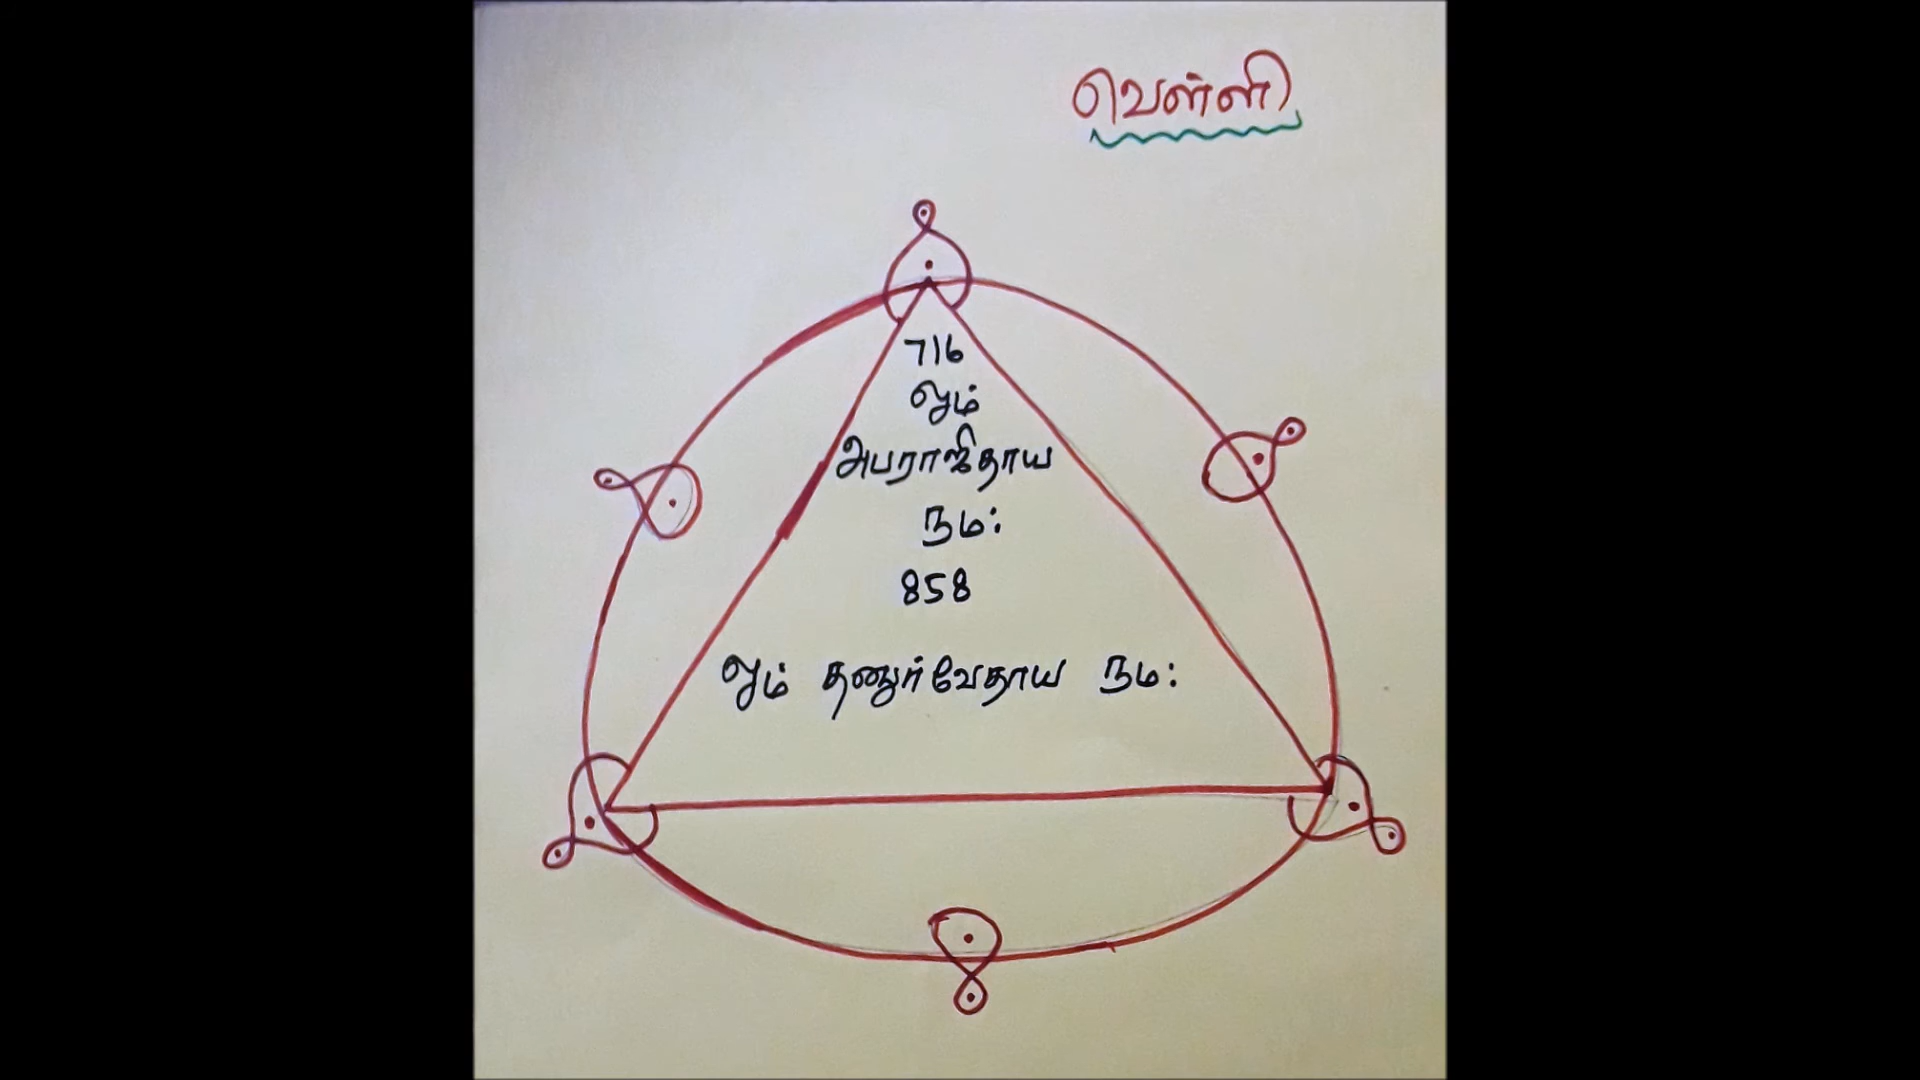 வெள்ளி
716
ஓம்
அபராஜிதாய
நம:
858
ஓம் தனுர்வேதாய நம: